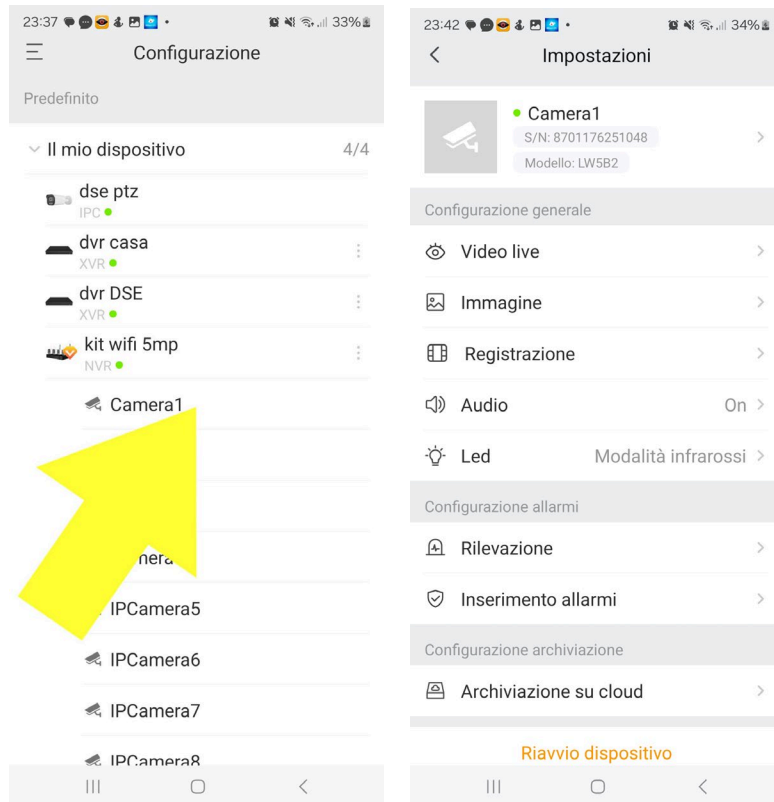 23:37 33%
Configurazione
Predefinito
Il mio dispositivo 4/4
dse ptz
IPC
dvr casa
XVR
dvr DSE
XVR
kit wifi 5mp
NVR
Camera1
IPCamera5
IPCamera6
IPCamera7
IPCamera8
23:42 34%
Impostazioni
Camera1
S/N: 8701176251048
Modello: LW5B2
Configurazione generale
Video live
Immagine
Registrazione
Audio On
Led Modalità infrarossi
Configurazione allarmi
Rilevazione
Inserimento allarmi
Configurazione archiviazione
Archiviazione su cloud
Riavvio dispositivo